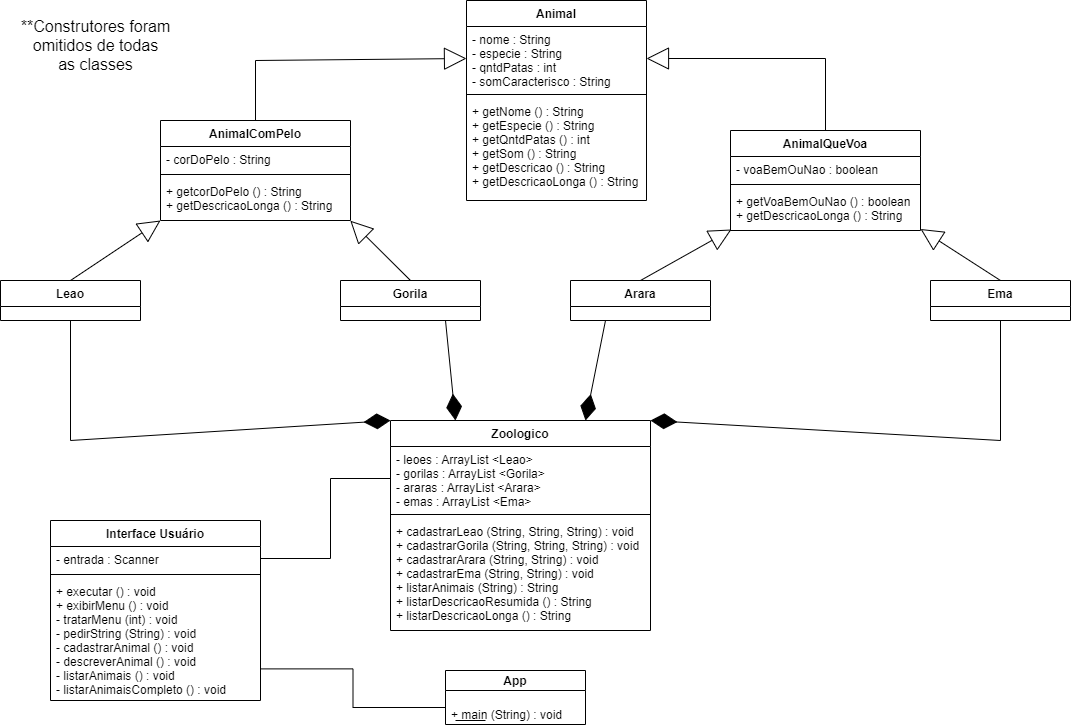 **Construtores foram
omitidos de todas
as classes
Animal
- nome : String
- especie : String
- qntdPatas : int
- somCaracterisco : String
+ getNome () : String
+ getEspecie () : String
+ getQntdPatas () : int
+ getSom () : String
+ getDescricao () : String
+ getDescricaoLonga () : String
AnimalComPelo
- corDoPelo : String
+ getcorDoPelo () : String
+ getDescricaoLonga () : String
AnimalQueVoa
- voaBemOuNao : boolean
+ getVoaBemOuNao () : boolean
+ getDescricaoLonga () : String
Leao
Gorila
Arara
Ema
Zoologico
- leoes : ArrayList <Leao>
- gorilas : ArrayList <Gorila>
- araras : ArrayList <Arara>
- emas : ArrayList <Ema>
+ cadastrarLeao (String, String, String) : void
+ cadastrarGorila (String, String, String) : void
+ cadastrarArara (String, String) : void
+ cadastrarEma (String, String) : void
+ listarAnimais (String) : String
+ listarDescricaoResumida () : String
+ listarDescricaoLonga () : String
Interface Usuário
- entrada : Scanner
+ executar () : void
+ exibirMenu () : void
- tratarMenu (int) : void
- pedirString (String) : void
- cadastrarAnimal () : void
- descreverAnimal () : void
- listarAnimais () : void
- listarAnimaisCompleto () : void
App
+ main (String) : void